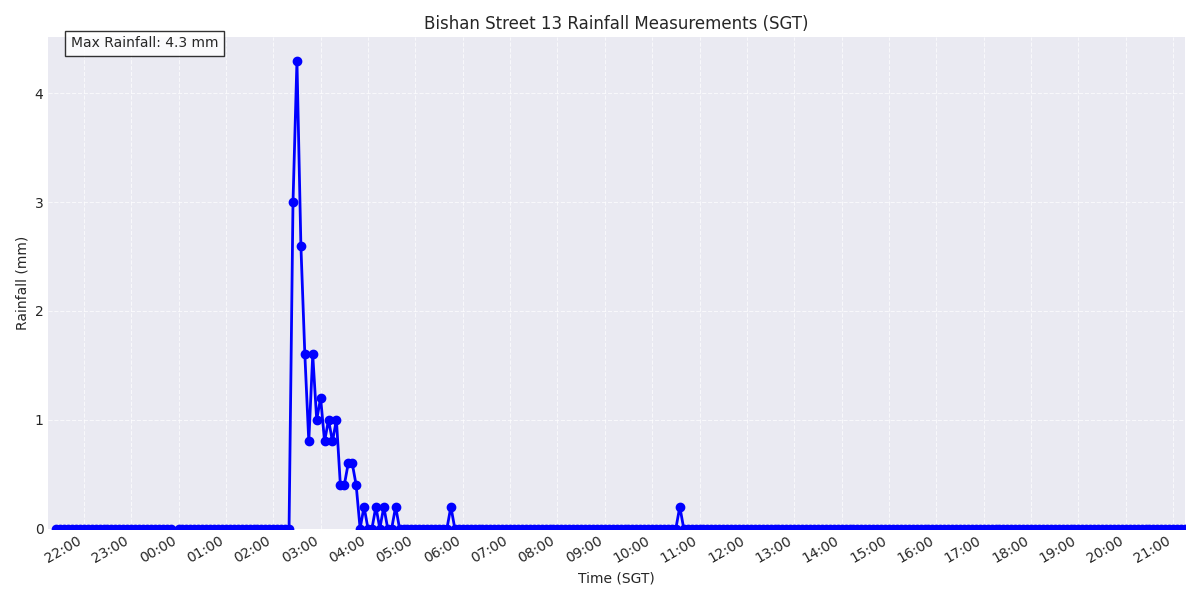 Bishan Street 13 Rainfall Measurements (SGT)
Max Rainfall: 4.3 mm
Rainfall (mm)
4
3
2
1
0
22:00 23:00 00:00 01:00 02:00 03:00 04:00 05:00 06:00 07:00 08:00 09:00 10:00 11:00 12:00 13:00 14:00 15:00 16:00 17:00 18:00 19:00 20:00 21:00
Time (SGT)